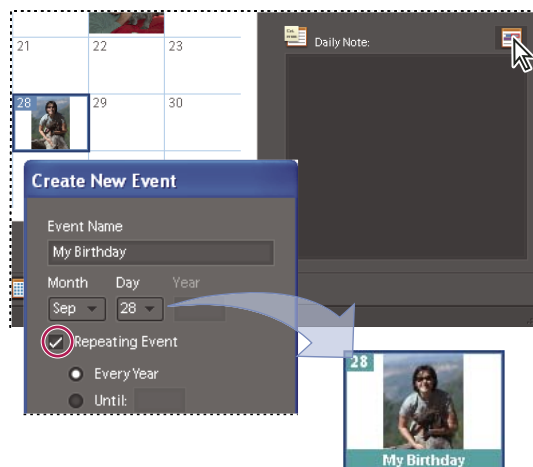 21 22 23
Daily Note:
28 29 30
Create New Event
Event Name
My Birthday
Month Day Year
Sep 28
Repeating Event
Every Year
Until:
28
My Birthday